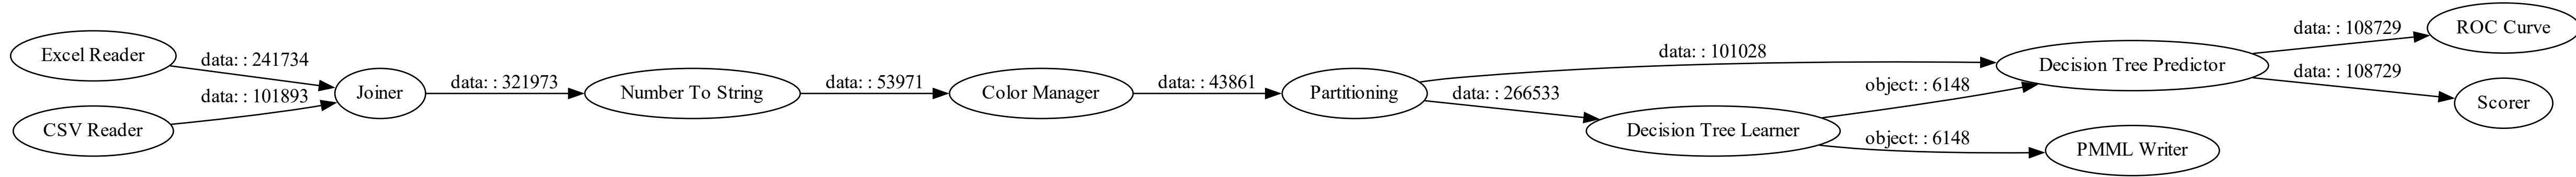 Excel Reader
data: : 241734
CSV Reader
data: : 101893
Joiner
data: : 321973
Number To String
data: : 53971
Color Manager
data: : 43861
Partitioning
data: : 101028
data: : 266533
Decision Tree Learner
object: : 6148
object: : 6148
Decision Tree Predictor
PMML Writer
data: : 108729
data: : 108729
ROC Curve
Scorer